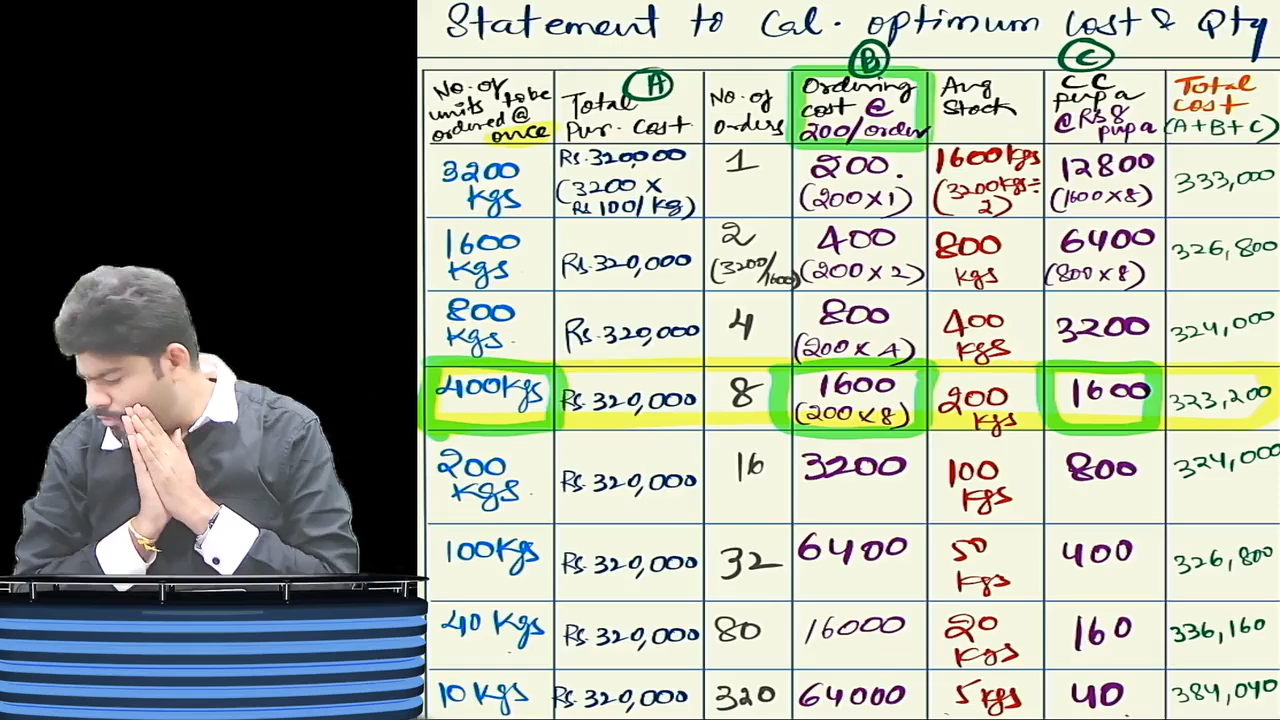 Statement to Cal. optimum Cost & Qty
No. of units to be ordered @ once
(A)
Total Pur. Cost
No. of orders
(B)
Ordering cost @ 200/order
Avg Stock
(C)
C C pupa @ RS 8 pupa
Total Cost (A+B+C)
3200 kgs
Rs. 320,000 (3200 x Rs 100/kg)
1
200. (200x1)
1600 kgs (3200kgs÷2)
12800 (1600x8)
333,000
1600 kgs
Rs. 320,000
2 (3200/1600)
400 (200x2)
800 kgs
6400 (800x8)
326,800
800 kgs.
Rs. 320,000
4
800 (200 x 4)
400 kgs
3200
324,000
400 Kgs
Rs. 320,000
8
1600 (200x8)
200 kgs
1600
323,200
200 kgs
Rs. 320,000
16
3200
100 kgs
800
324,000
100 Kgs
Rs. 320,000
32
6400
50 kgs
400
326,800
40 Kgs
Rs. 320,000
80
16000
20 kgs
160
336,160
10 kgs
Rs. 320,000
320
64000
5 kgs
40
384,040